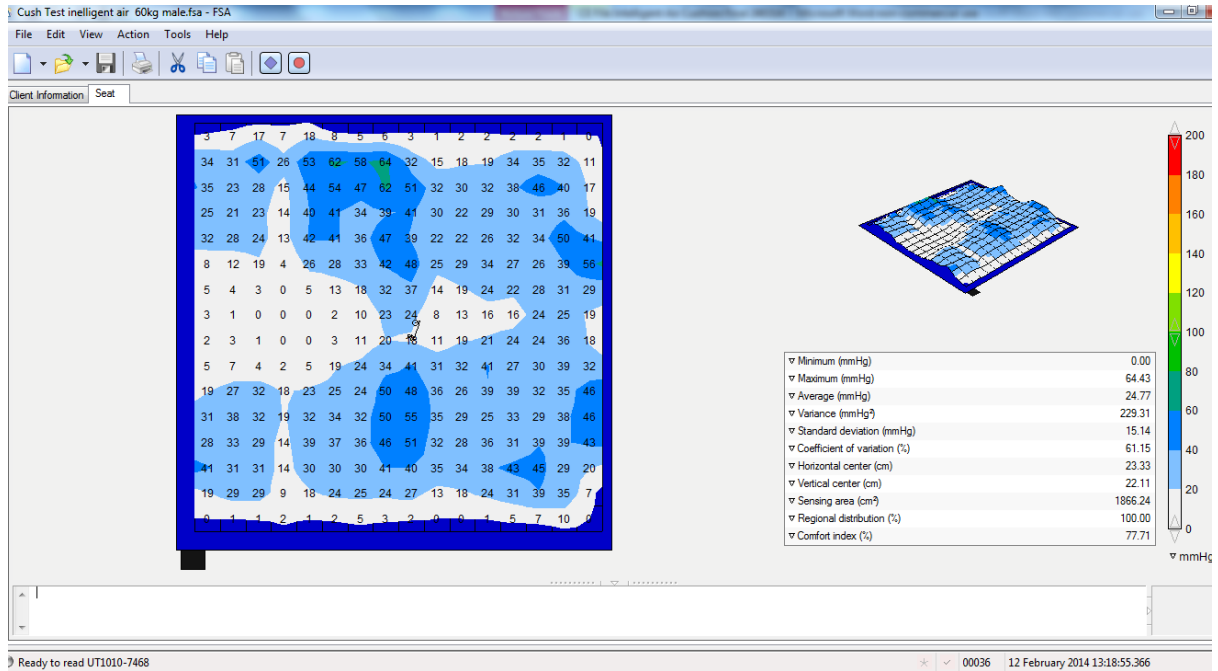 Cush Test inelligent air 60kg male.fsa - FSA
File Edit View Action Tools Help
Client Information Seat
3 7 17 7 18 8 5 6 3 1 2 2 2 2 1 0
34 31 51 26 53 62 58 64 32 15 18 19 34 35 32 11
35 23 28 15 44 54 47 62 51 32 30 32 38 46 40 17
25 21 23 14 40 41 34 39 41 30 22 29 30 31 36 19
28 24 13 42 41 36 47 39 22 22 26 32 34 50 41
8 12 19 4 26 28 33 42 48 25 29 34 27 26 39 56
5 4 3 0 5 13 18 32 37 14 19 24 22 28 31 29
3 1 0 0 0 2 10 23 24 8 13 16 16 24 25 19
2 3 1 0 0 3 11 20 18 11 19 21 24 24 36 18
5 7 4 2 5 19 24 34 41 31 32 41 27 30 39 32
19 27 32 18 23 25 24 50 48 36 26 39 39 32 35 46
31 38 32 19 32 34 32 50 55 35 29 25 33 29 38 46
28 33 29 14 39 37 36 46 51 32 28 36 31 39 39 43
41 31 31 14 30 30 30 41 40 35 34 38 43 45 29 20
19 29 29 9 18 24 25 24 27 13 18 24 31 39 35 7
0 1 1 2 1 2 5 3 2 0 0 1 5 7 10 0
Minimum (mmHg) 0.00
Maximum (mmHg) 64.43
Average (mmHg) 24.77
Variance (mmHg²) 229.31
Standard deviation (mmHg) 15.14
Coefficient of variation (%) 61.15
Horizontal center (cm) 23.33
Vertical center (cm) 22.11
Sensing area (cm²) 1866.24
Regional distribution (%) 100.00
Comfort index (%) 77.71
200
180
160
140
120
100
80
60
40
20
0
mmHg
Ready to read UT1010-7468
00036 12 February 2014 13:18:55.366